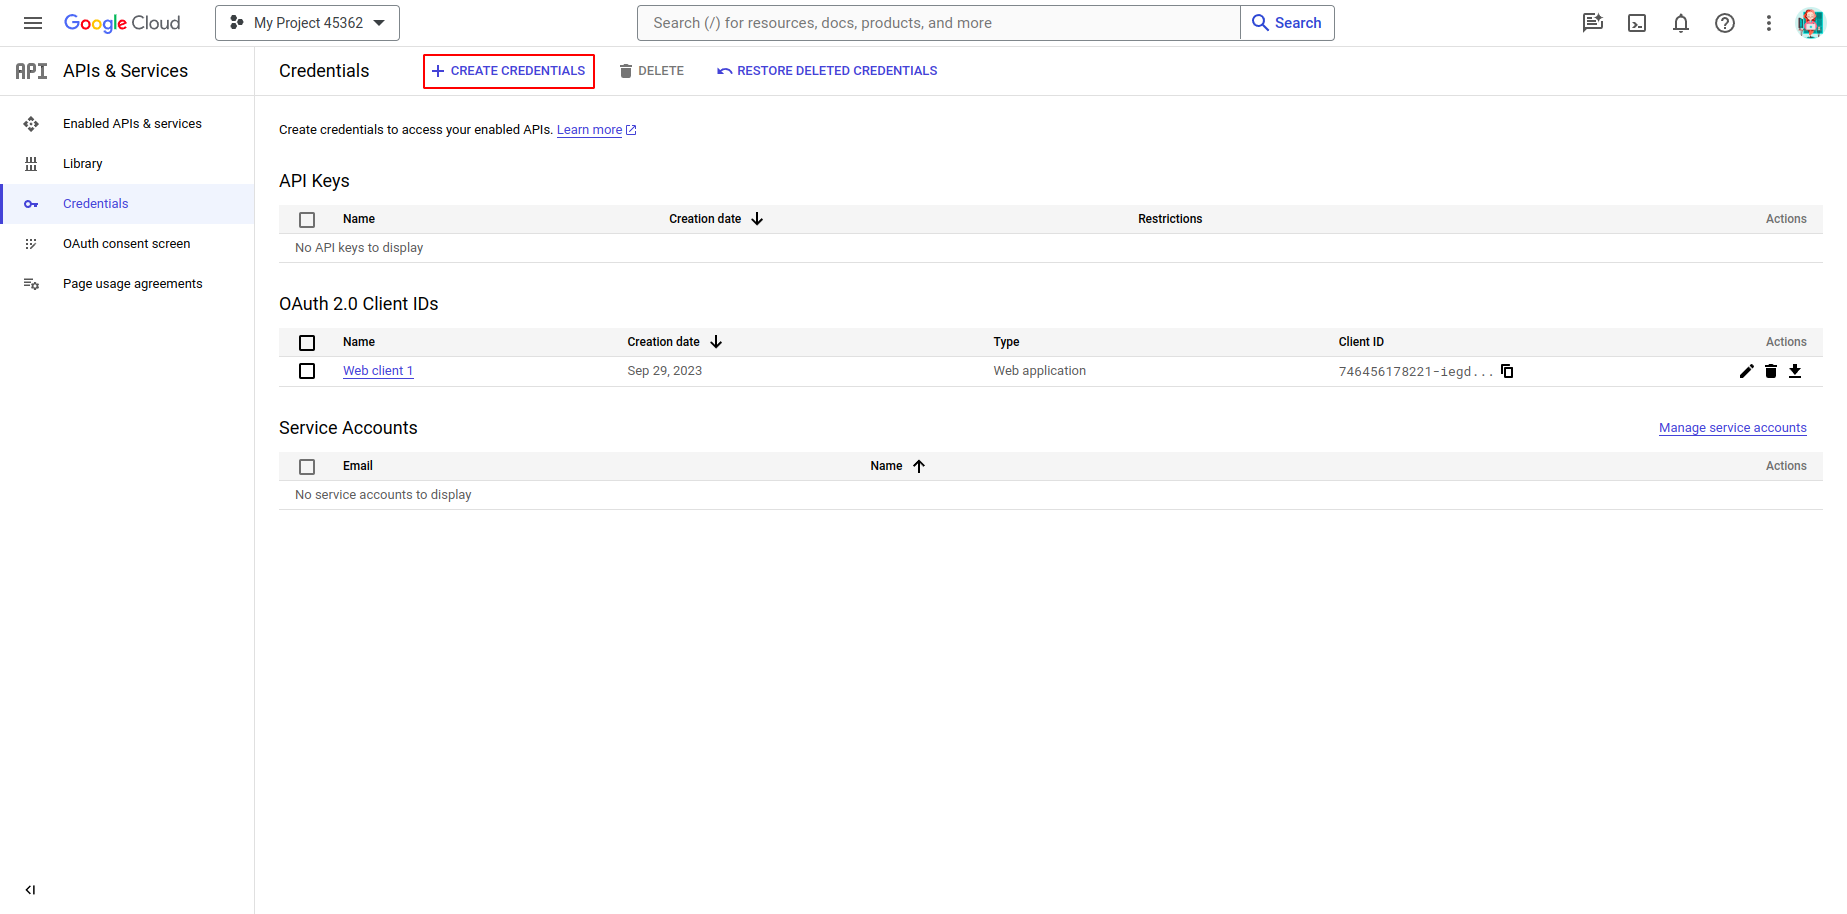 Google Cloud
My Project 45362
Search (/) for resources, docs, products, and more
Search
API
APIs & Services
Credentials
CREATE CREDENTIALS
DELETE
RESTORE DELETED CREDENTIALS
Enabled APIs & services
Library
Credentials
OAuth consent screen
Page usage agreements
Create credentials to access your enabled APIs. Learn more
API Keys
Name Creation date Restrictions Actions
No API keys to display
OAuth 2.0 Client IDs
Name Creation date Type Client ID Actions
Web client 1 Sep 29, 2023 Web application 746456178221-iegd...
Service Accounts
Manage service accounts
Email Name Actions
No service accounts to display